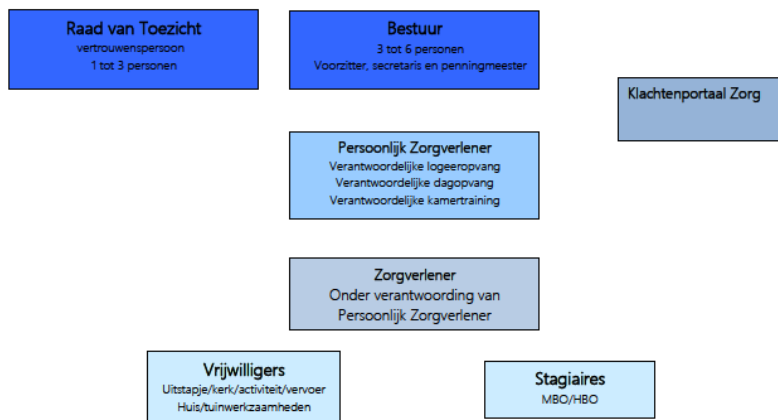 Raad van Toezicht
vertrouwenspersoon
1 tot 3 personen
Bestuur
3 tot 6 personen
Voorzitter, secretaris en penningmeester
Klachtenportaal Zorg
Persoonlijk Zorgverlener
Verantwoordelijke logeeropvang
Verantwoordelijke dagopvang
Verantwoordelijke kamertraining
Zorgverlener
Onder verantwoording van
Persoonlijk Zorgverlener
Vrijwilligers
Uitstapje/kerk/activiteit/vervoer
Huis/tuinwerkzaamheden
Stagiaires
MBO/HBO